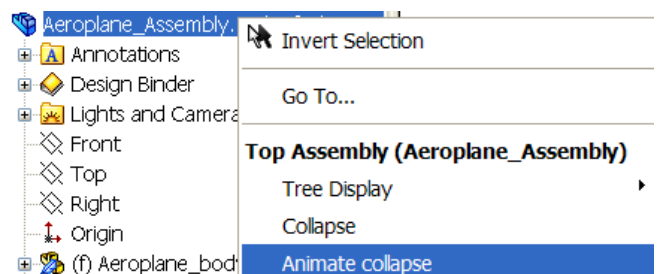 Aeroplane_Assembly.
Invert Selection
Annotations
Design Binder
Go To...
Lights and Camera
Front
Top Assembly (Aeroplane_Assembly)
Top
Tree Display
Right
Collapse
Origin
(f) Aeroplane_body
Animate collapse